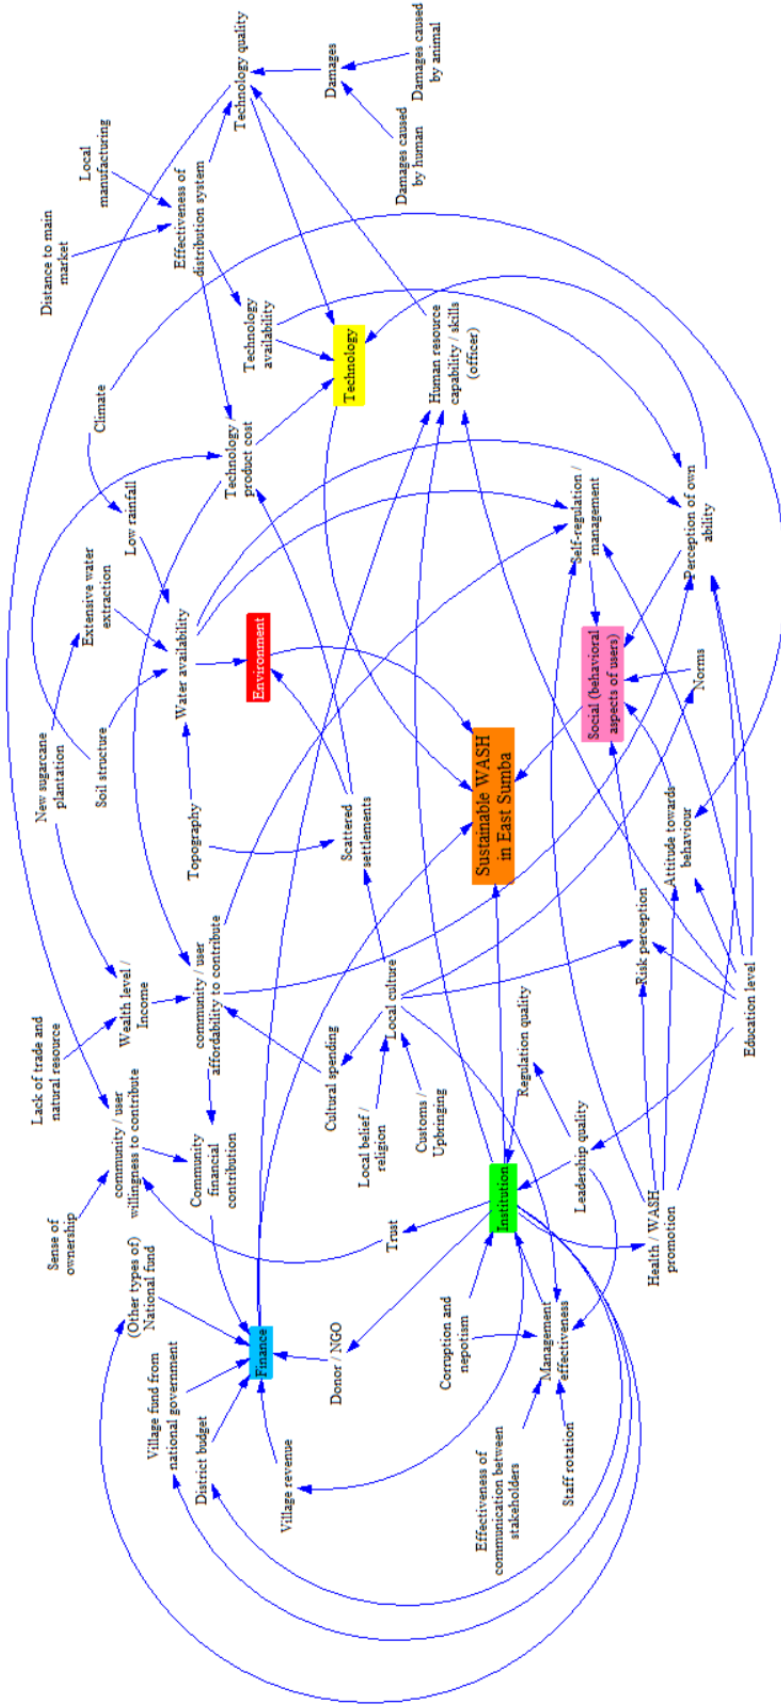 Lack of trade and
natural resource
Sense of
ownership
New sugarcane
plantation
Distance to main
market
Local
manufacturing
Extensive water
extraction
Climate
Soil structure
Low rainfall
Wealth level /
Income
community / user
willingness to contribute
(Other types of)
National fund
Village fund from
national government
District budget
Village revenue
Community
financial
contribution
community / user
affordability to contribute
Topography
Water availability
Effectiveness of
distribution system
Technology quality
Technology /
product cost
Technology
availability
Finance
Environment
Technology
Damages
Damages caused
by human
Damages caused
by animal
Donor / NGO
Trust
Cultural spending
Local belief /
religion
Local culture
Customs /
Upbringing
Scattered
settlements
Human resource
capability / skills
(officer)
Corruption and
nepotism
Institution
Regulation quality
Sustainable WASH
in East Sumba
Effectiveness of
communication between
stakeholders
Management
effectiveness
Staff rotation
Leadership quality
Self-regulation /
management
Social (behavioral
aspects of users)
Health / WASH
promotion
Risk perception
Attitude towards
behaviour
Norms
Perception of own
ability
Education level